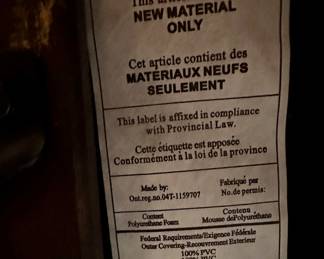 This
NEW MATERIAL
ONLY
Cet article contient des
MATERIAUX NEUFS
SEULEMENT
This label is affixed in compliance
with Provincial Law.
Cette étiquette est apposée
Conformément à la loi de la province
Made by: Fabriqué par
Ont.reg.no.04T-1159707 No.de permis:
Content Contenu
Polyurethane Foam Mousse dePolyurethane
Federal Requirements/Exigence Fédérale
Outer Covering-Recouvrement Exterieur
100% PVC